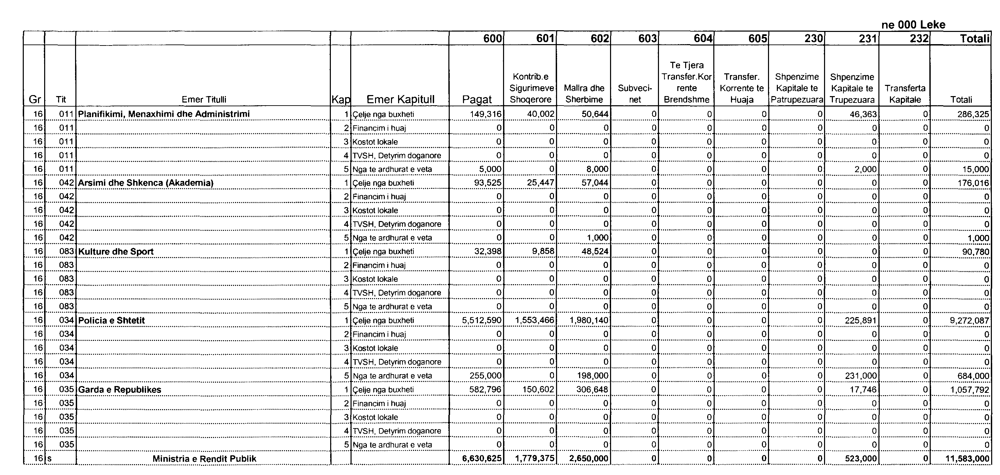 ne 000 Leke
600 601 602 603 604 605 230 231 232 Totali
Gr Tit Emer Titulli Kap Emer Kapitull Pagat Kontrib.e Sigurimeve Shoqerore Mallra dhe Sherbime Subveci-net Te Tjera Transfer.Kor rente Brendshme Transfer. Korrente te Huaja Shpenzime Kapitale te Patrupezuara Shpenzime Kapitale te Trupezuara Transferta Kapitale Totali
16 011 Planifikimi, Menaxhimi dhe Administrimi 1 Çelje nga buxheti 149,316 40,002 50,644 0 0 0 0 46,363 0 286,325
16 011 2 Financim i huaj 0 0 0 0 0 0 0 0 0 0
16 011 3 Kostot lokale 0 0 0 0 0 0 0 0 0 0
16 011 4 TVSH, Detyrim doganore 0 0 0 0 0 0 0 0 0 0
16 011 5 Nga te ardhurat e veta 5,000 0 8,000 0 0 0 0 2,000 0 15,000
16 042 Arsimi dhe Shkenca (Akademia) 1 Çelje nga buxheti 93,525 25,447 57,044 0 0 0 0 0 0 176,016
16 042 2 Financim i huaj 0 0 0 0 0 0 0 0 0 0
16 042 3 Kostot lokale 0 0 0 0 0 0 0 0 0 0
16 042 4 TVSH, Detyrim doganore 0 0 0 0 0 0 0 0 0 0
16 042 5 Nga te ardhurat e veta 0 0 1,000 0 0 0 0 0 0 1,000
16 083 Kulture dhe Sport 1 Çelje nga buxheti 32,398 9,858 48,524 0 0 0 0 0 0 90,780
16 083 2 Financim i huaj 0 0 0 0 0 0 0 0 0 0
16 083 3 Kostot lokale 0 0 0 0 0 0 0 0 0 0
16 083 4 TVSH, Detyrim doganore 0 0 0 0 0 0 0 0 0 0
16 083 5 Nga te ardhurat e veta 0 0 0 0 0 0 0 0 0 0
16 034 Policia e Shtetit 1 Çelje nga buxheti 5,512,590 1,553,466 1,980,140 0 0 0 0 225,891 0 9,272,087
16 034 2 Financim i huaj 0 0 0 0 0 0 0 0 0 0
16 034 3 Kostot lokale 0 0 0 0 0 0 0 0 0 0
16 034 4 TVSH, Detyrim doganore 0 0 0 0 0 0 0 0 0 0
16 034 5 Nga te ardhurat e veta 255,000 0 198,000 0 0 0 0 231,000 0 684,000
16 035 Garda e Republikes 1 Çelje nga buxheti 582,796 150,602 306,648 0 0 0 0 17,746 0 1,057,792
16 035 2 Financim i huaj 0 0 0 0 0 0 0 0 0 0
16 035 3 Kostot lokale 0 0 0 0 0 0 0 0 0 0
16 035 4 TVSH, Detyrim doganore 0 0 0 0 0 0 0 0 0 0
16 035 5 Nga te ardhurat e veta 0 0 0 0 0 0 0 0 0 0
16 s Ministria e Rendit Publik 6,630,625 1,779,375 2,650,000 0 0 0 0 523,000 0 11,583,000